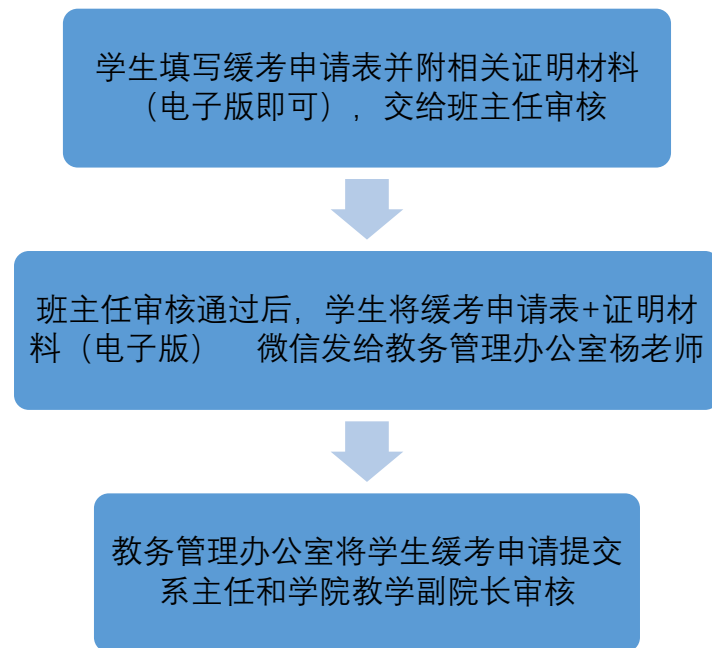 学生填写缓考申请表并附相关证明材料
（电子版即可），交给班主任审核
班主任审核通过后，学生将缓考申请表+证明材
料（电子版） 微信发给教务管理办公室杨老师
教务管理办公室将学生缓考申请提交
系主任和学院教学副院长审核